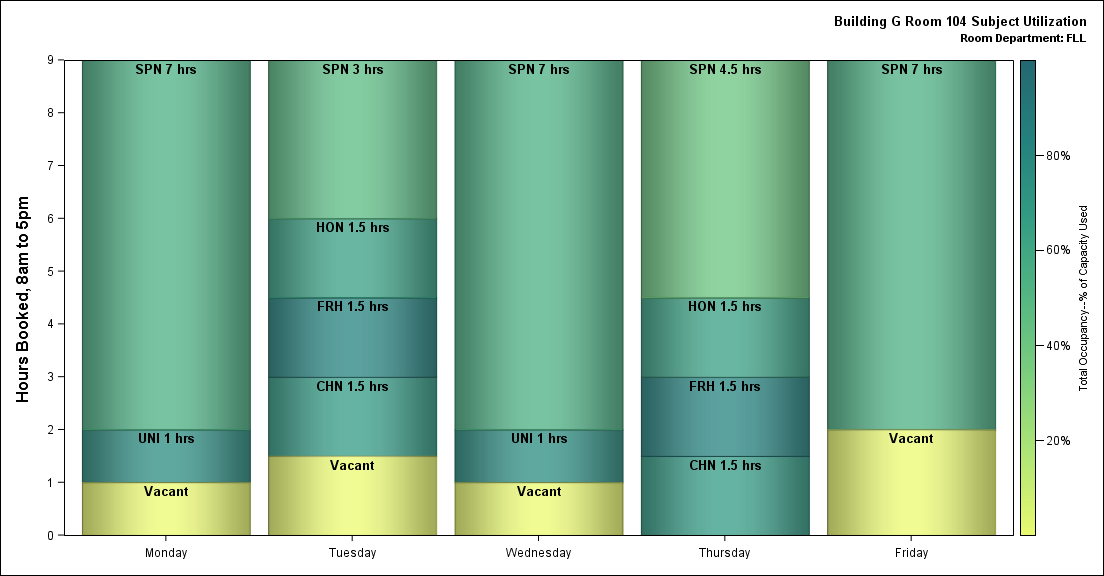 Building G Room 104 Subject Utilization
Room Department: FLL
Hours Booked, 8am to 5pm
9
8
7
6
5
4
3
2
1
0
SPN 7 hrs
UNI 1 hrs
Vacant
SPN 3 hrs
HON 1.5 hrs
FRH 1.5 hrs
CHN 1.5 hrs
Vacant
SPN 7 hrs
UNI 1 hrs
Vacant
SPN 4.5 hrs
HON 1.5 hrs
FRH 1.5 hrs
CHN 1.5 hrs
SPN 7 hrs
Vacant
Monday
Tuesday
Wednesday
Thursday
Friday
80%
60%
40%
20%
Total Occupancy--% of Capacity Used